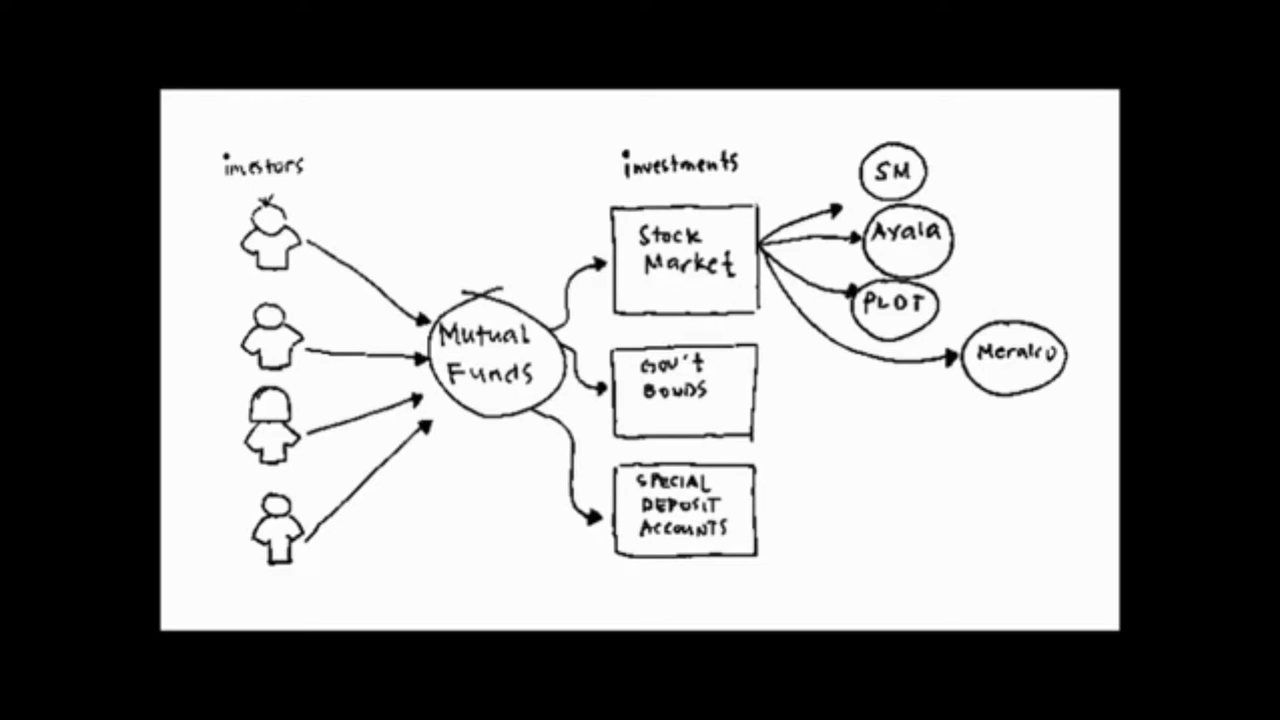 investors
investments
Mutual
Funds
Stock
Market
Gov't
BONDS
SPECIAL
DEPOSIT
ACCOUNTS
SM
Ayala
PLDT
Meralco